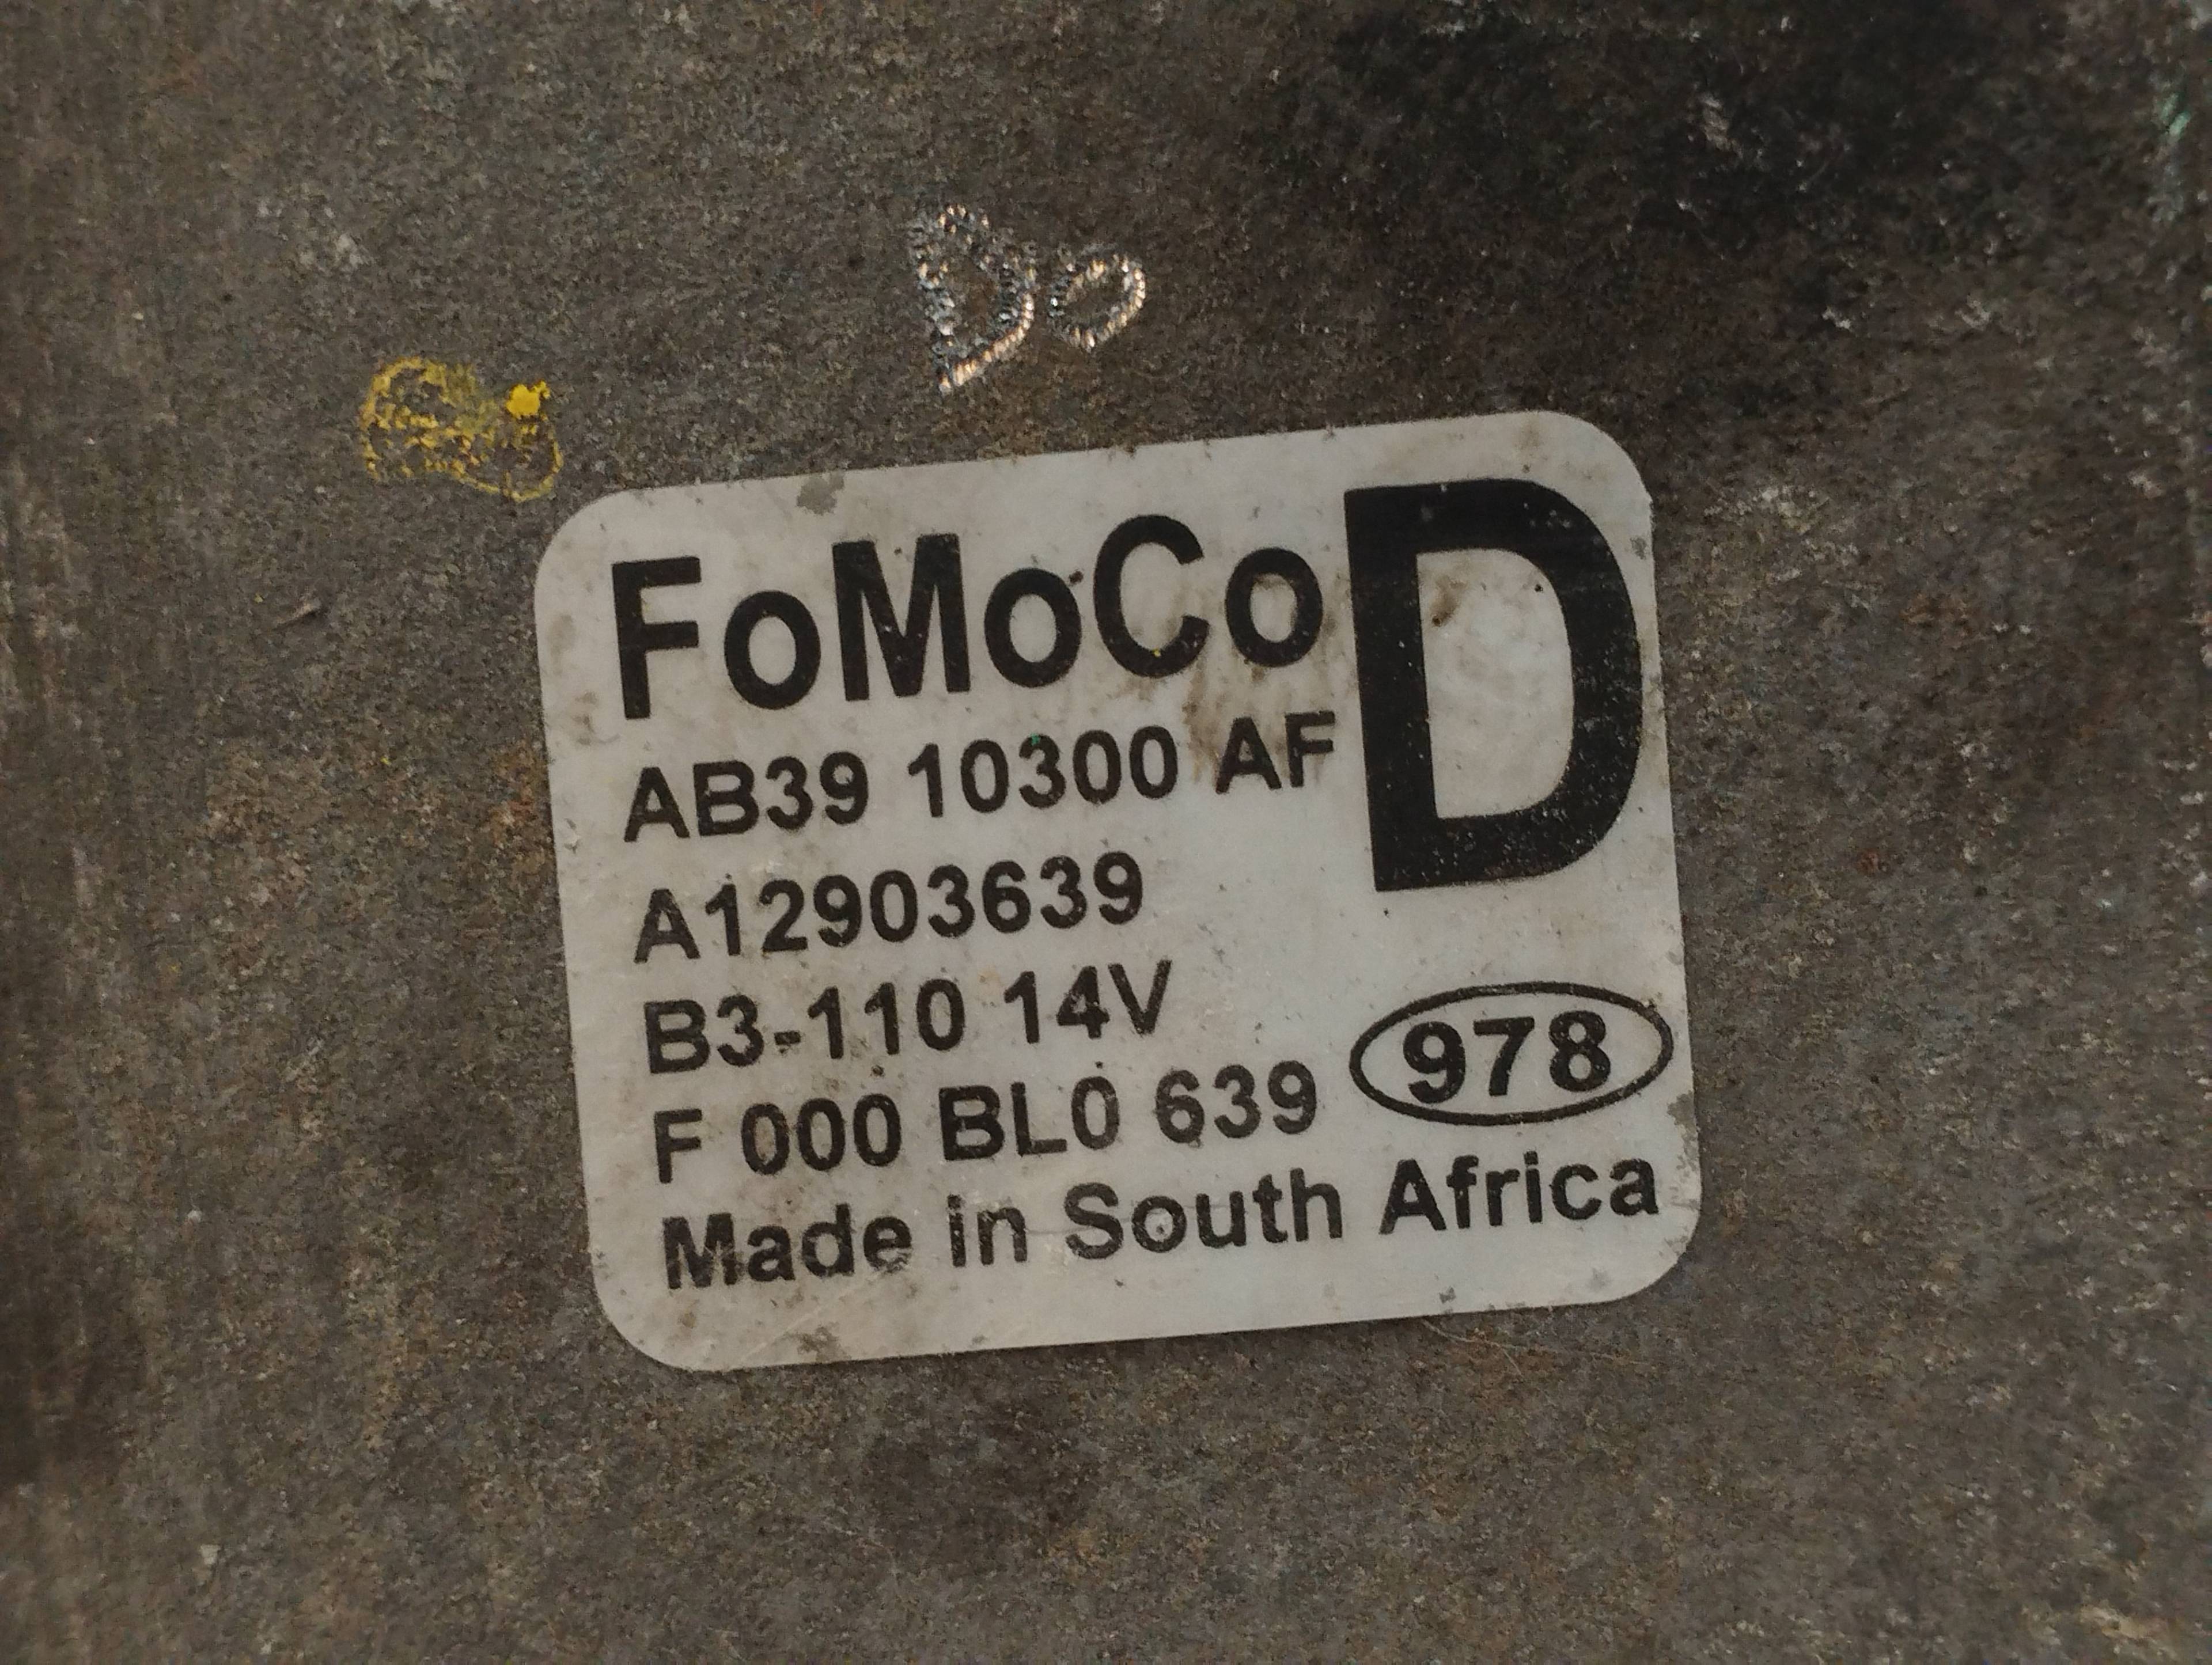 Do
FoMoCo D
AB39 10300 AF
A12903639
B3-110 14V
F 000 BL0 639 978
Made in South Africa